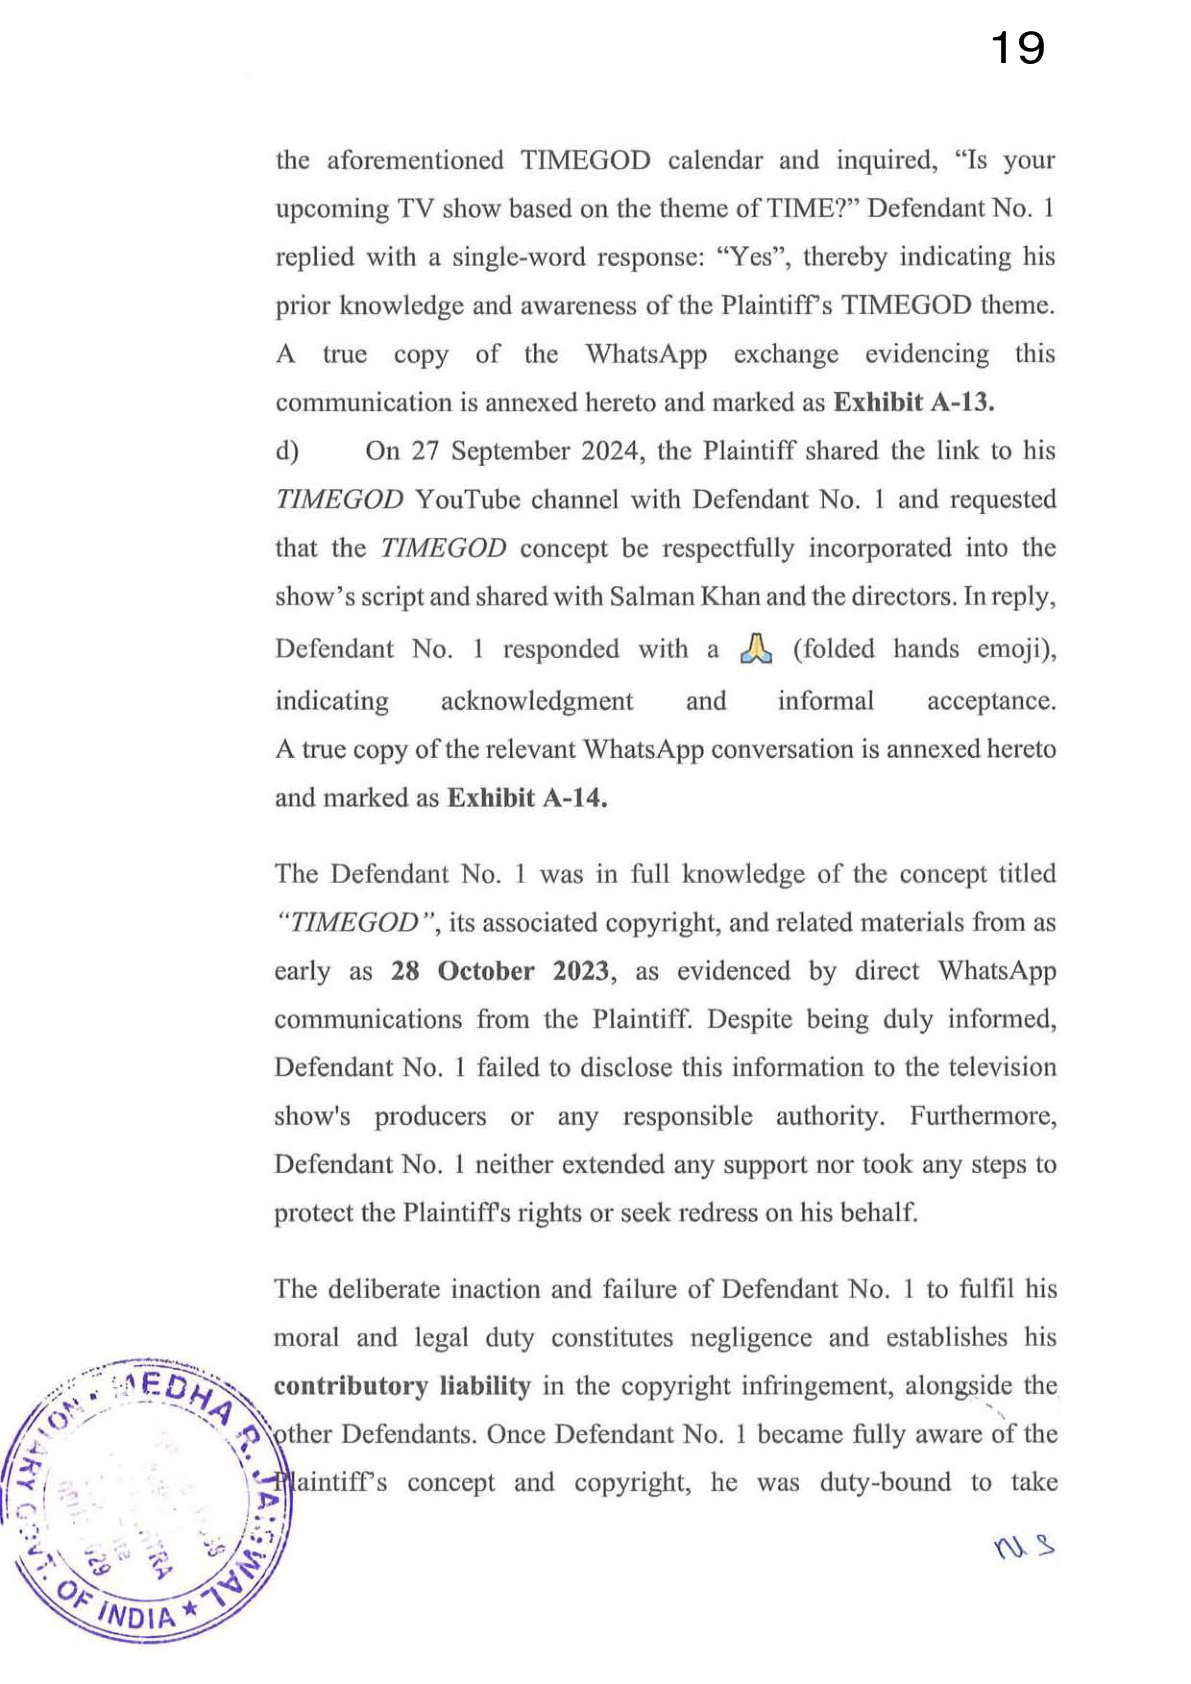 19
the aforementioned TIMEGOD calendar and inquired, “Is your
upcoming TV show based on the theme of TIME?” Defendant No. 1
replied with a single-word response: “Yes”, thereby indicating his
prior knowledge and awareness of the Plaintiff's TIMEGOD theme.
A true copy of the WhatsApp exchange evidencing this
communication is annexed hereto and marked as Exhibit A-13.
d) On 27 September 2024, the Plaintiff shared the link to his
TIMEGOD YouTube channel with Defendant No. 1 and requested
that the TIMEGOD concept be respectfully incorporated into the
show’s script and shared with Salman Khan and the directors. In reply,
Defendant No. 1 responded with a 🙏 (folded hands emoji),
indicating acknowledgment and informal acceptance.
A true copy of the relevant WhatsApp conversation is annexed hereto
and marked as Exhibit A-14.
The Defendant No. 1 was in full knowledge of the concept titled
“TIMEGOD”, its associated copyright, and related materials from as
early as 28 October 2023, as evidenced by direct WhatsApp
communications from the Plaintiff. Despite being duly informed,
Defendant No. 1 failed to disclose this information to the television
show's producers or any responsible authority. Furthermore,
Defendant No. 1 neither extended any support nor took any steps to
protect the Plaintiff's rights or seek redress on his behalf.
The deliberate inaction and failure of Defendant No. 1 to fulfil his
moral and legal duty constitutes negligence and establishes his
contributory liability in the copyright infringement, alongside the
other Defendants. Once Defendant No. 1 became fully aware of the
Plaintiff's concept and copyright, he was duty-bound to take
MEDHA R. JAISWAL
GOVT. OF INDIA